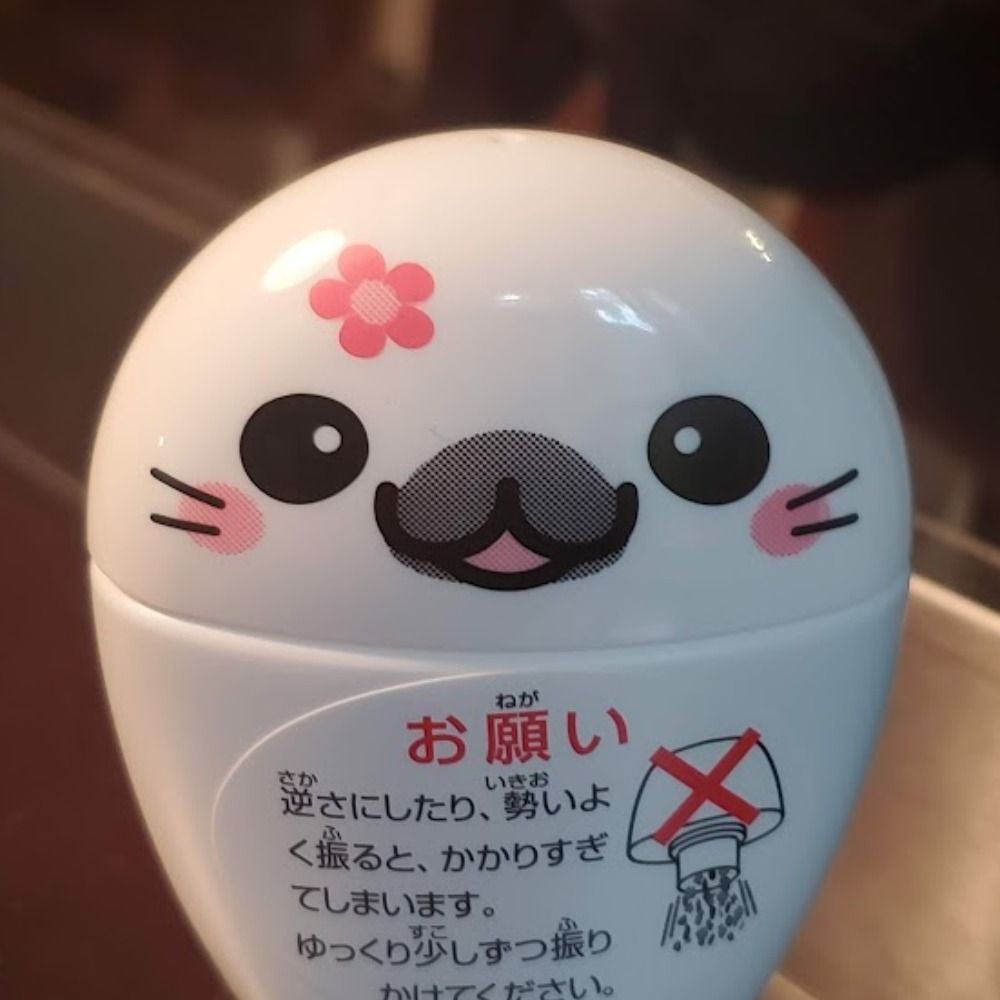 お願い
逆さにしたり、勢いよ
く振ると、かかりすぎ
てしまいます。
ゆっくり少しずつ振り
かけてください。